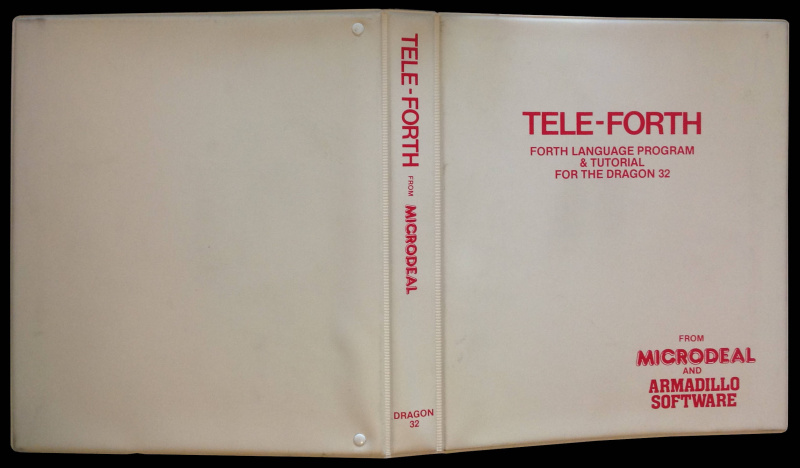 TELE-FORTH FROM MICRODEAL
DRAGON
32
TELE-FORTH
FORTH LANGUAGE PROGRAM
& TUTORIAL
FOR THE DRAGON 32
FROM
MICRODEAL
AND
ARMADILLO
SOFTWARE